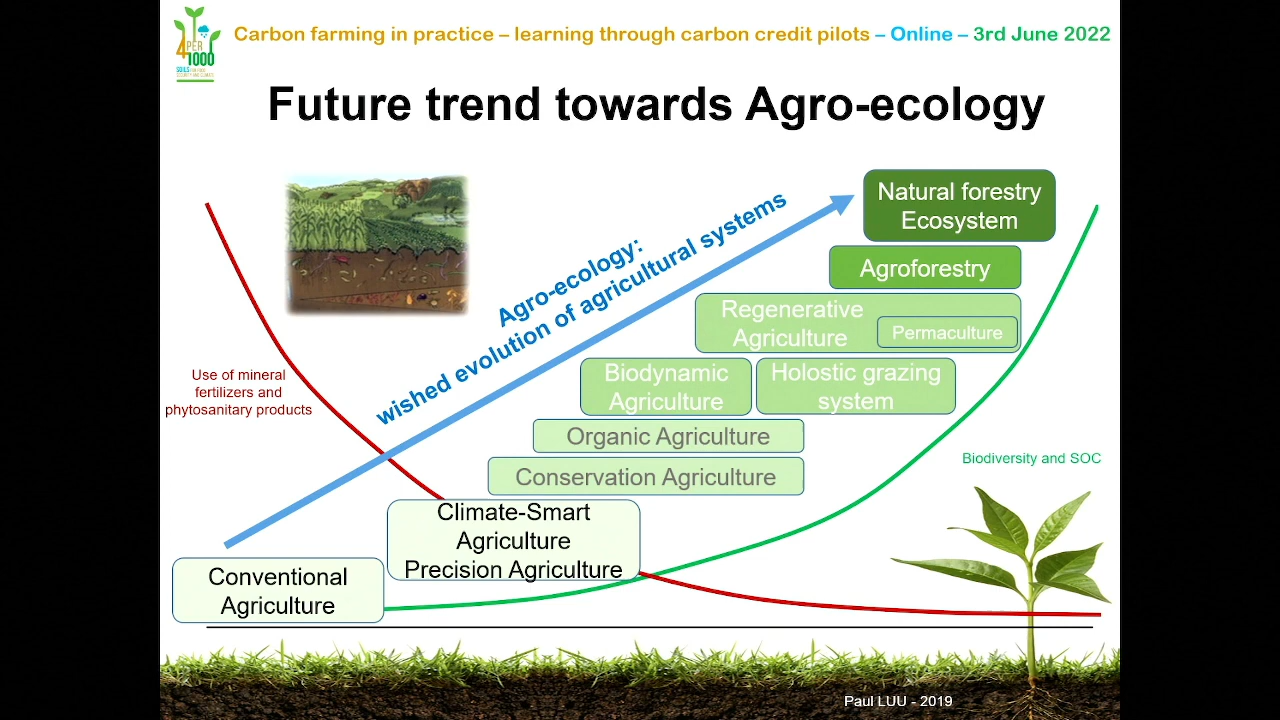 Carbon farming in practice – learning through carbon credit pilots – Online – 3rd June 2022
4 PER
1000
Future trend towards Agro-ecology
Natural forestry
Ecosystem
Agro-ecology:
wished evolution of agricultural systems
Agroforestry
Regenerative
Agriculture
Permaculture
Use of mineral
fertilizers and
phytosanitary products
Biodynamic
Agriculture
Holostic grazing
system
Organic Agriculture
Biodiversity and SOC
Conservation Agriculture
Climate-Smart
Agriculture
Precision Agriculture
Conventional
Agriculture
Paul LUU - 2019